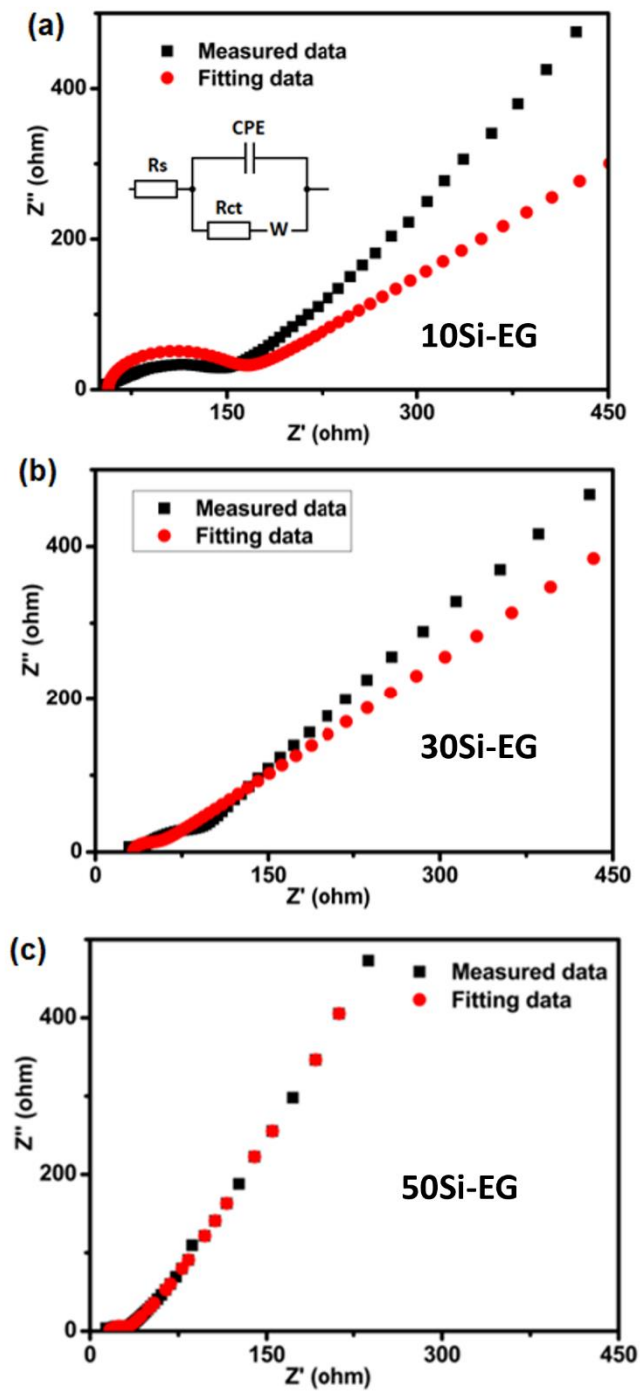 (a)
Measured data
Fitting data
CPE
Rs
Rct
W
10Si-EG
Z'' (ohm)
400
200
0
150
300
450
Z' (ohm)
(b)
Measured data
Fitting data
30Si-EG
Z'' (ohm)
400
200
0
0
150
300
450
Z' (ohm)
(c)
Measured data
Fitting data
50Si-EG
Z'' (ohm)
400
200
0
0
150
300
450
Z' (ohm)